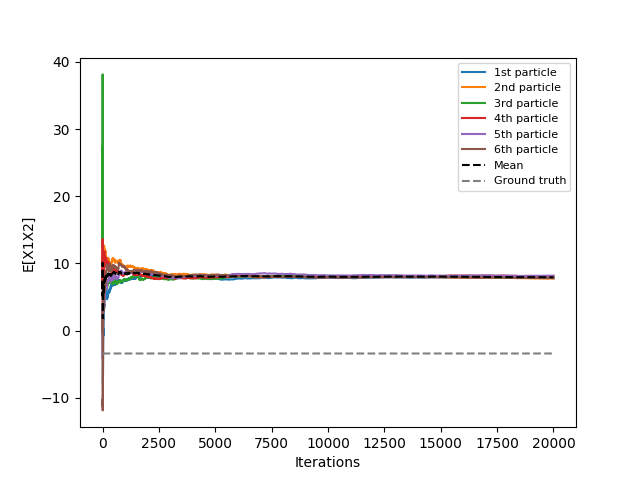 40
30
20
10
0
−10
E[X1X2]
0 2500 5000 7500 10000 12500 15000 17500 20000
Iterations
1st particle
2nd particle
3rd particle
4th particle
5th particle
6th particle
Mean
Ground truth